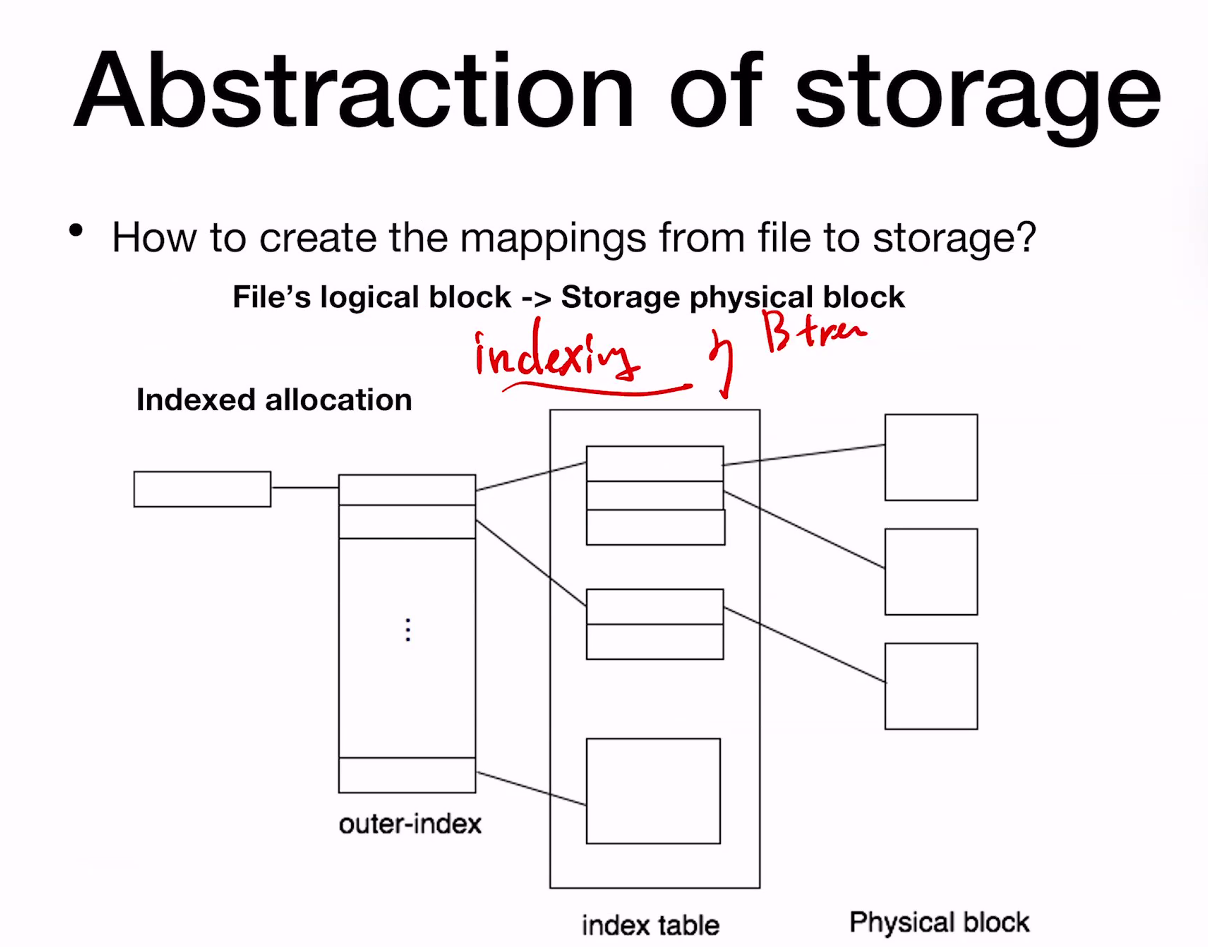 Abstraction of storage
• How to create the mappings from file to storage?
File's logical block -> Storage physical block
indexing
B tree
Indexed allocation
⋮
outer-index
index table
Physical block